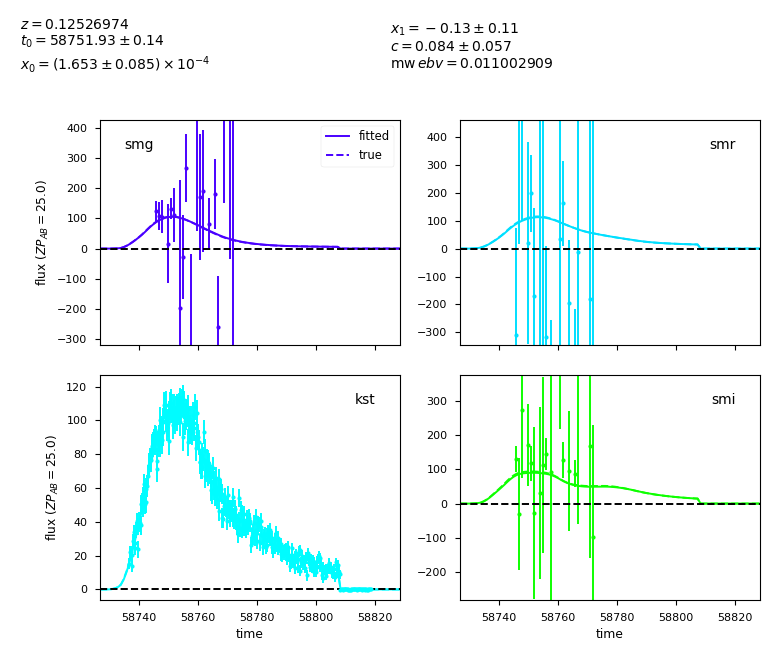 z = 0.12526974
t₀ = 58751.93 ± 0.14
x₀ = (1.653 ± 0.085) × 10⁻⁴
x₁ = −0.13 ± 0.11
c = 0.084 ± 0.057
mw ebv = 0.011002909
400
300
200
100
0
−100
−200
−300
flux (ZP_AB = 25.0)
smg
fitted
true
400
300
200
100
0
−100
−200
−300
smr
120
100
80
60
40
20
0
flux (ZP_AB = 25.0)
kst
58740 58760 58780 58800 58820
time
300
200
100
0
−100
−200
smi
58740 58760 58780 58800 58820
time